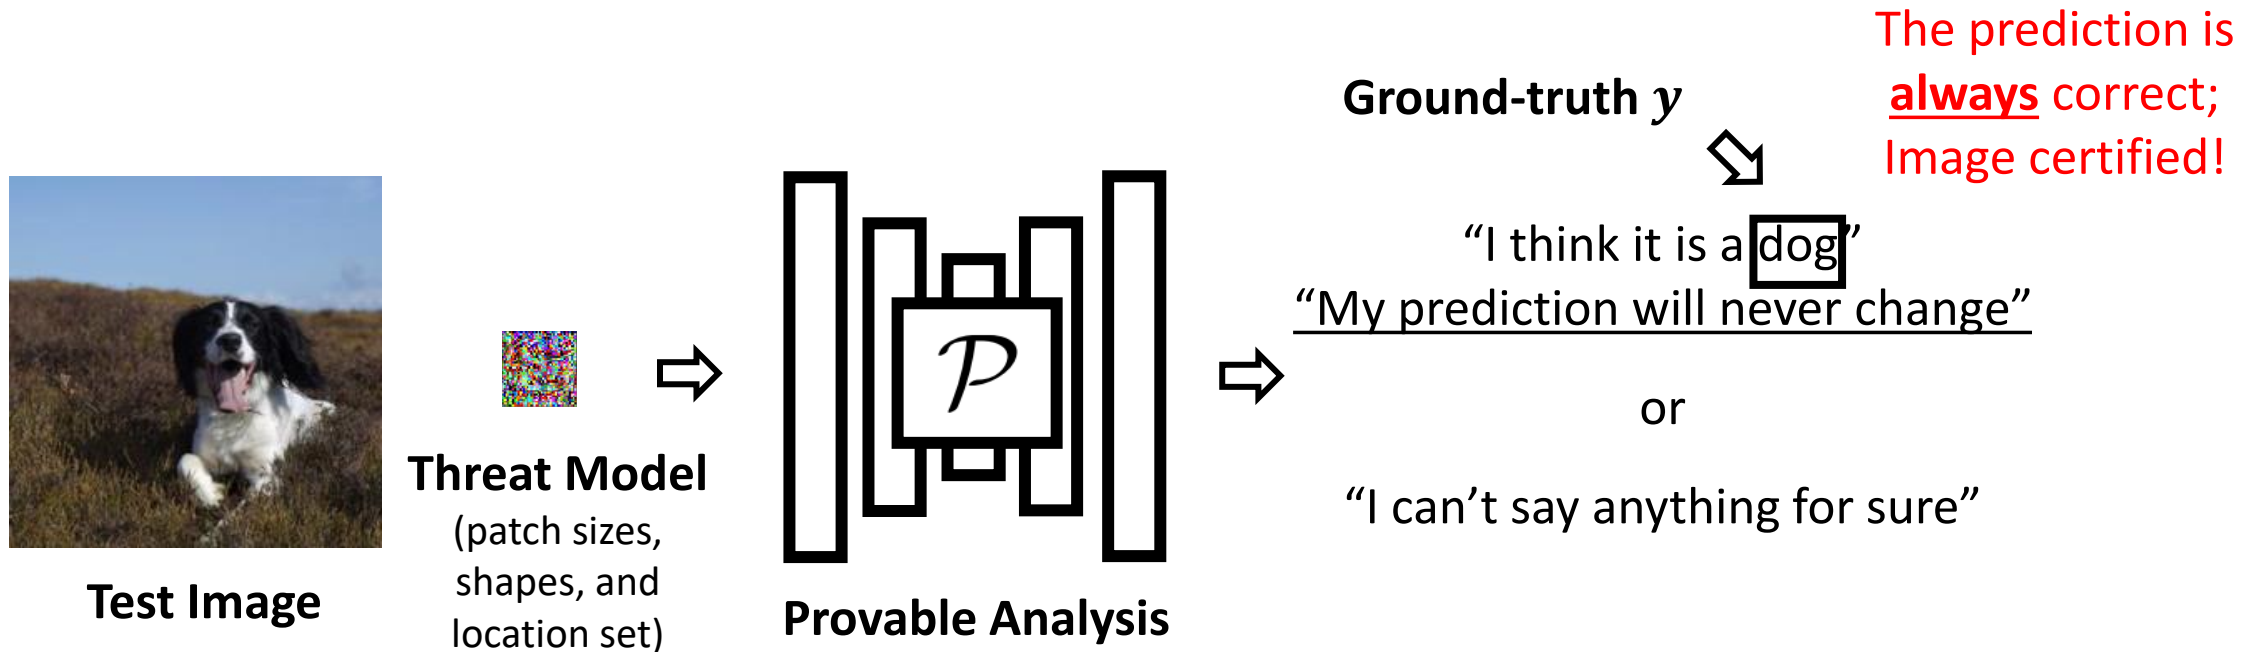 The prediction is
always correct;
Image certified!
Ground-truth y
“I think it is a dog”
“My prediction will never change”
or
“I can’t say anything for sure”
P
Threat Model
(patch sizes,
shapes, and
location set)
Test Image
Provable Analysis